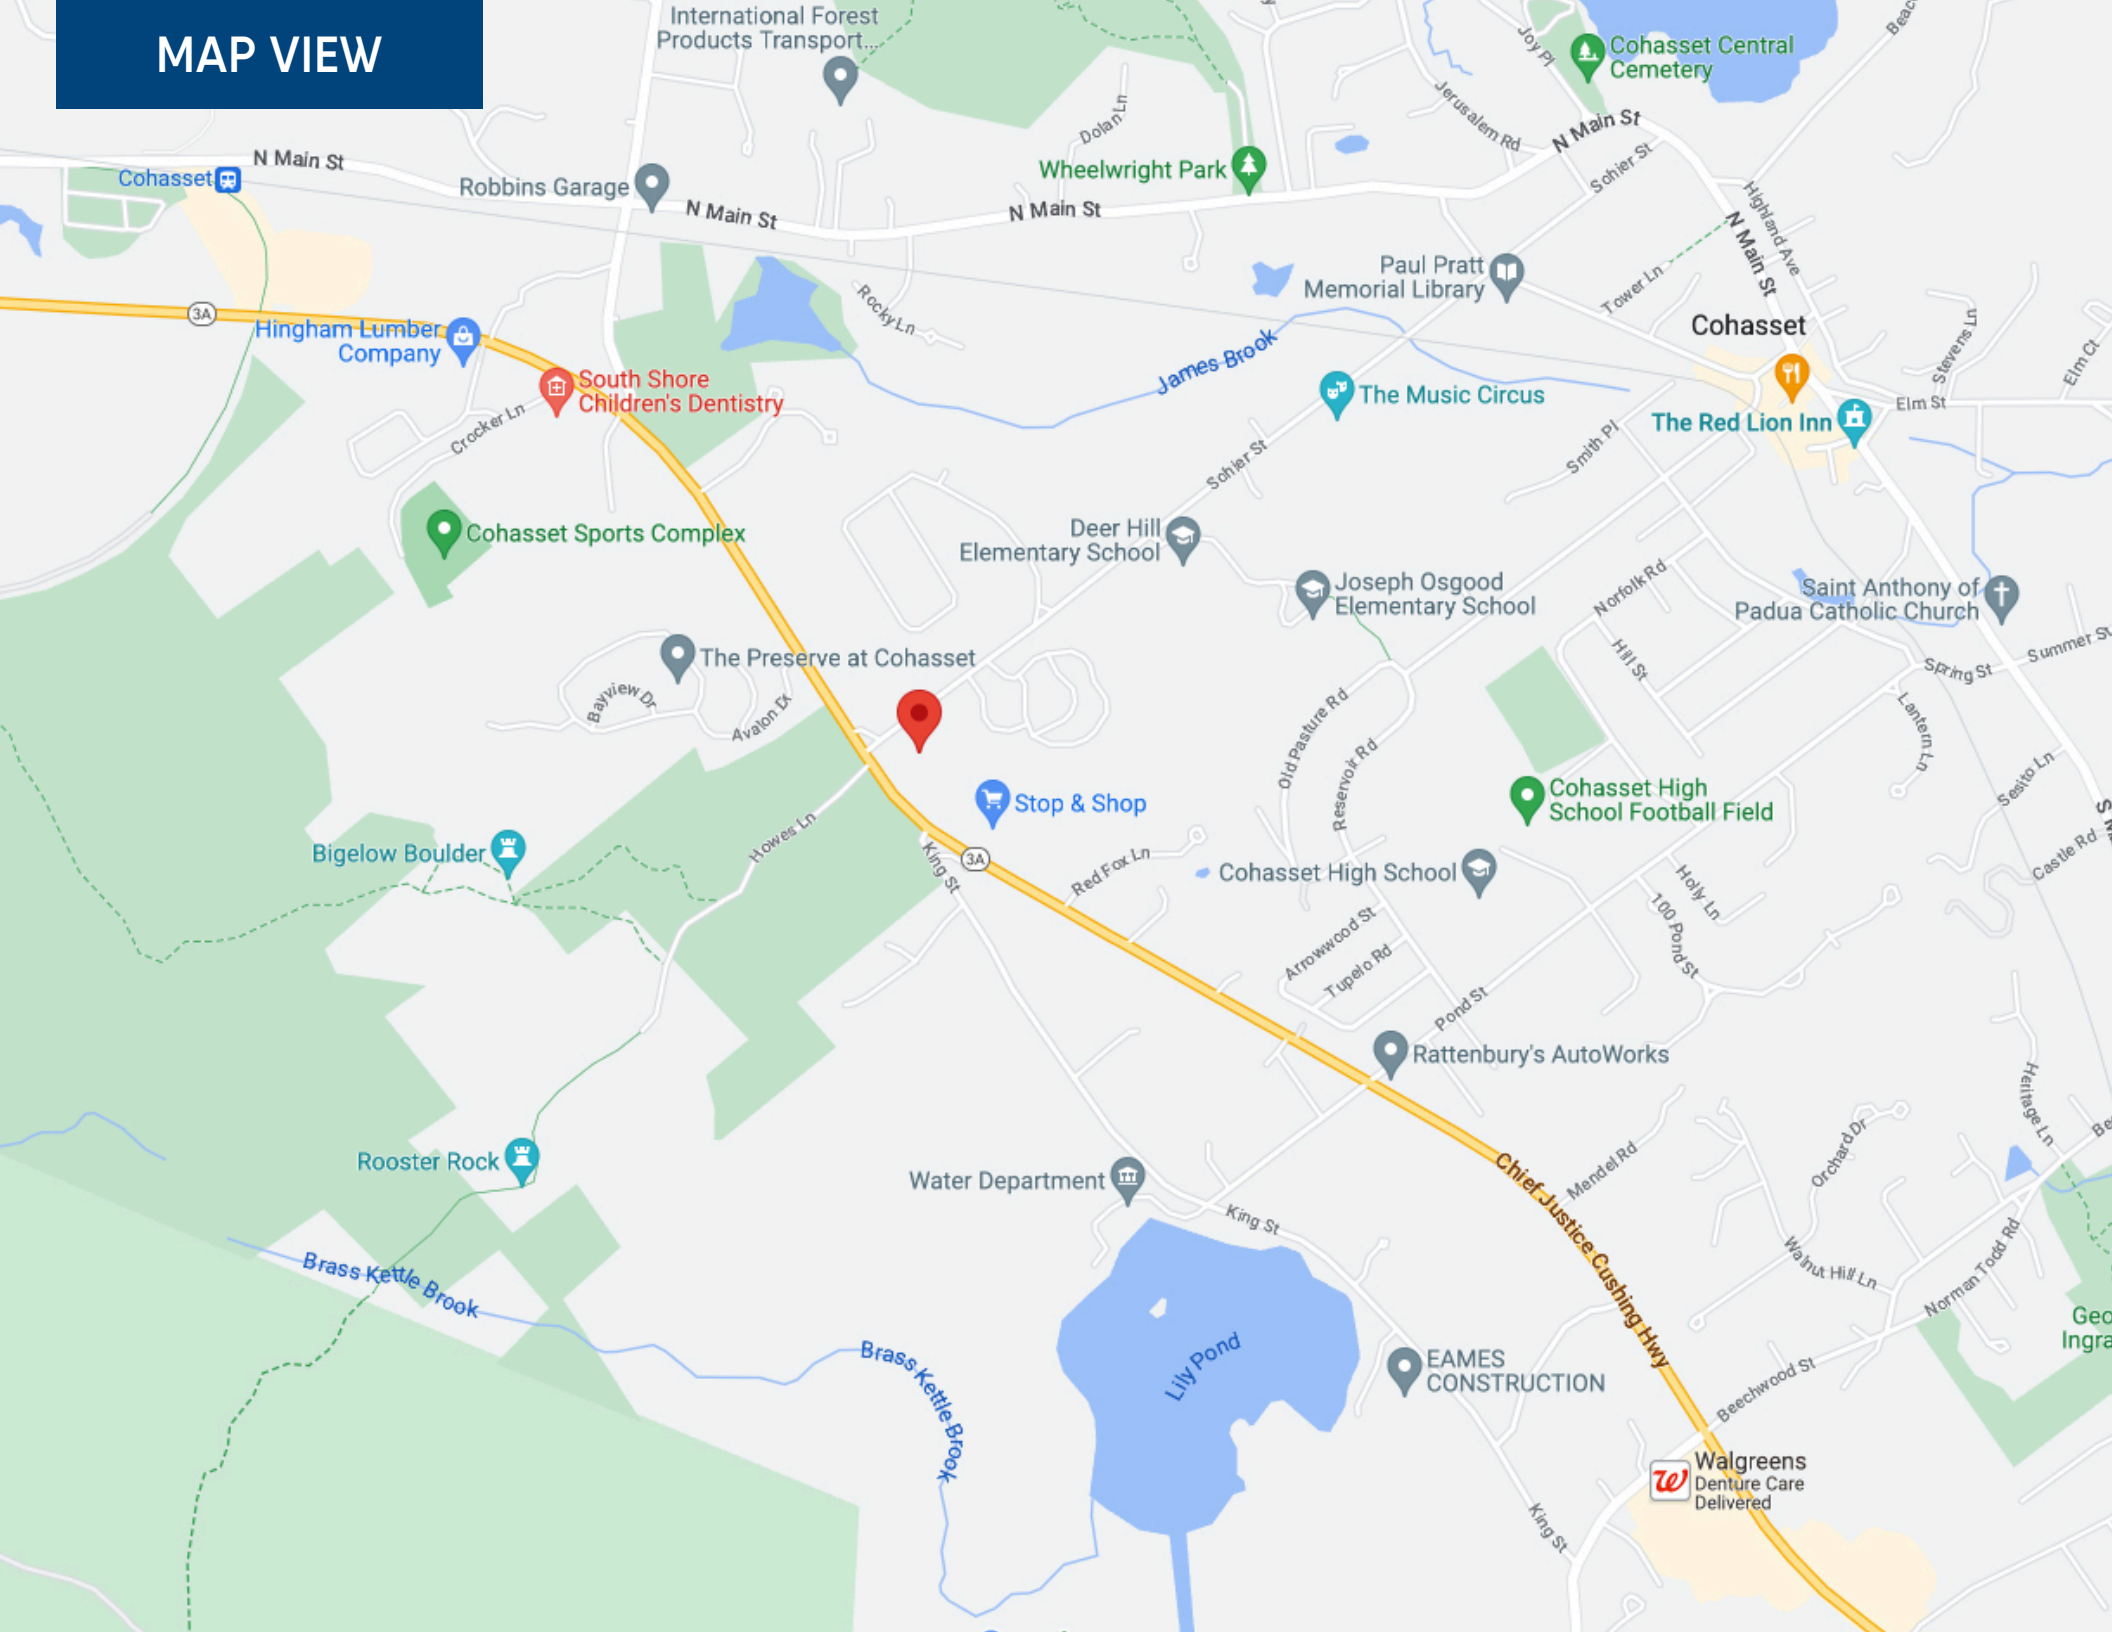 MAP VIEW
International Forest
Products Transport...
Cohasset Central
Cemetery
Joy Pl
Jerusalem Rd
N Main St
Sohier St
Dolan Ln
Wheelwright Park
N Main St
Cohasset
Robbins Garage
N Main St
N Main St
Highland Ave
N Main St
Paul Pratt
Memorial Library
Tower Ln
Rocky Ln
3A
Hingham Lumber
Company
James Brook
Cohasset
Stevens Ln
Elm Ct
South Shore
Children's Dentistry
The Music Circus
Elm St
The Red Lion Inn
Crocker Ln
Smith Pl
Sohier St
Cohasset Sports Complex
Deer Hill
Elementary School
Joseph Osgood
Elementary School
Norfolk Rd
Saint Anthony of
Padua Catholic Church
Hill St
Summer St
Spring St
The Preserve at Cohasset
Bayview Dr
Avalon Dr
Old Pasture Rd
Reservoir Rd
Lantern Ln
Sesito Ln
Cohasset High
School Football Field
Stop & Shop
Howes Ln
King St
3A
Red Fox Ln
Bigelow Boulder
Cohasset High School
Castle Rd
Holly Ln
100 Pond St
Arrowwood St
Tupelo Rd
Pond St
Rattenbury's AutoWorks
Heritage Ln
Rooster Rock
Water Department
King St
Chief Justice Cushing Hwy
Mendel Rd
Orchard Dr
Walnut Hill Ln
Norman Todd Rd
Brass Kettle Brook
Brass Kettle Brook
Lily Pond
Geo
Ingra
EAMES
CONSTRUCTION
Beechwood St
Walgreens
Denture Care
Delivered
King St